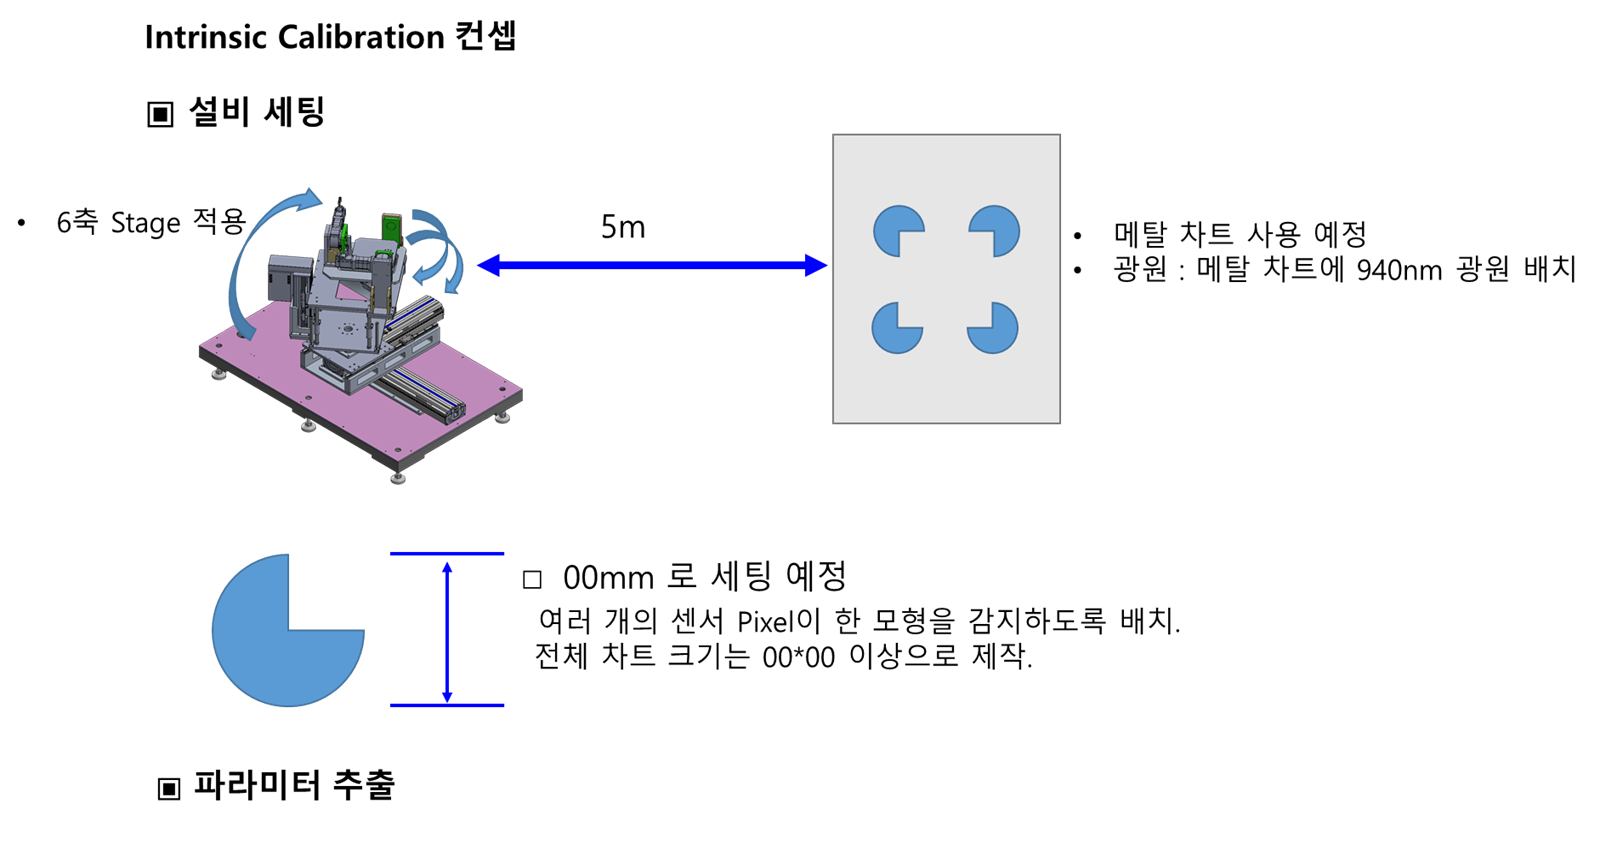 Intrinsic Calibration 컨셉
▣ 설비 세팅
• 6축 Stage 적용
5m
• 메탈 차트 사용 예정
• 광원 : 메탈 차트에 940nm 광원 배치
□ 00mm 로 세팅 예정
여러 개의 센서 Pixel이 한 모형을 감지하도록 배치.
전체 차트 크기는 00*00 이상으로 제작.
▣ 파라미터 추출